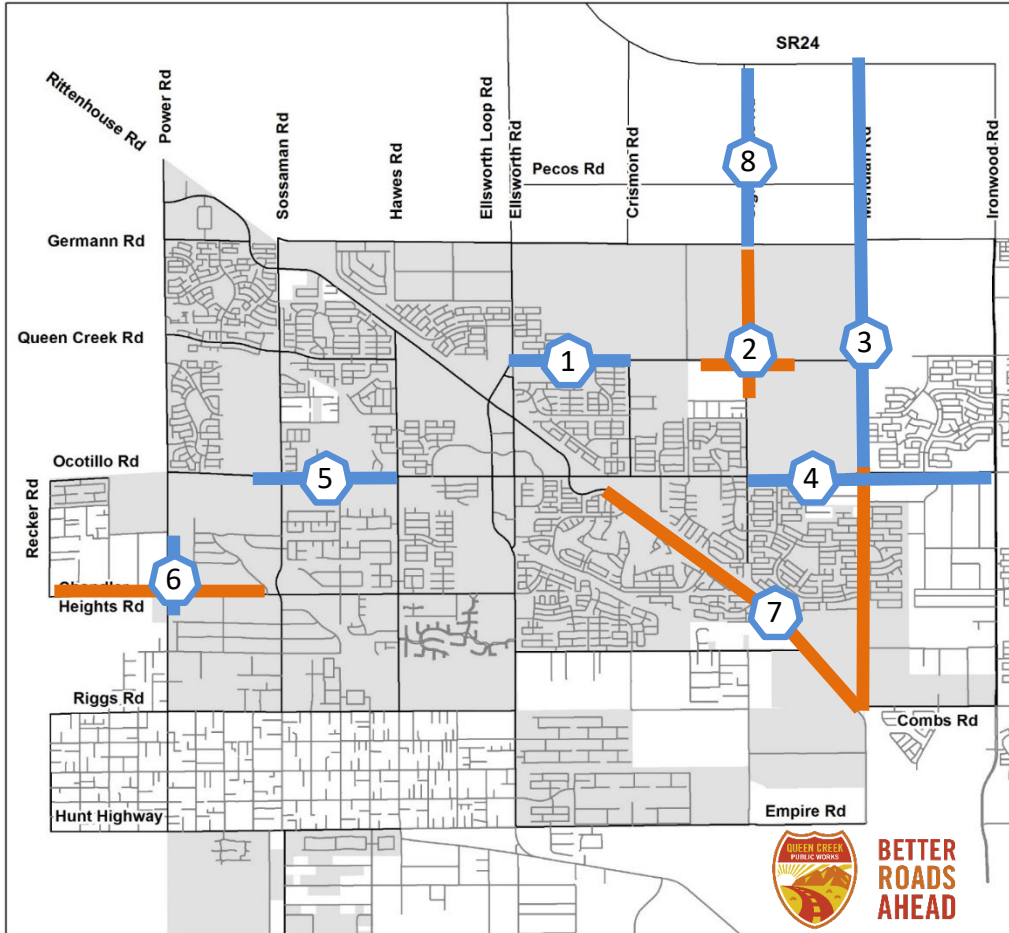 SR24
Rittenhouse Rd
Power Rd
Sossaman Rd
Hawes Rd
Ellsworth Loop Rd
Ellsworth Rd
Crismon Rd
Meridian Rd
Ironwood Rd
8
Pecos Rd
Germann Rd
Queen Creek Rd
1
2
3
Ocotillo Rd
5
4
Recker Rd
6
Heights Rd
7
Riggs Rd
Combs Rd
Hunt Highway
Empire Rd
QUEEN CREEK
PUBLIC WORKS
BETTER
ROADS
AHEAD